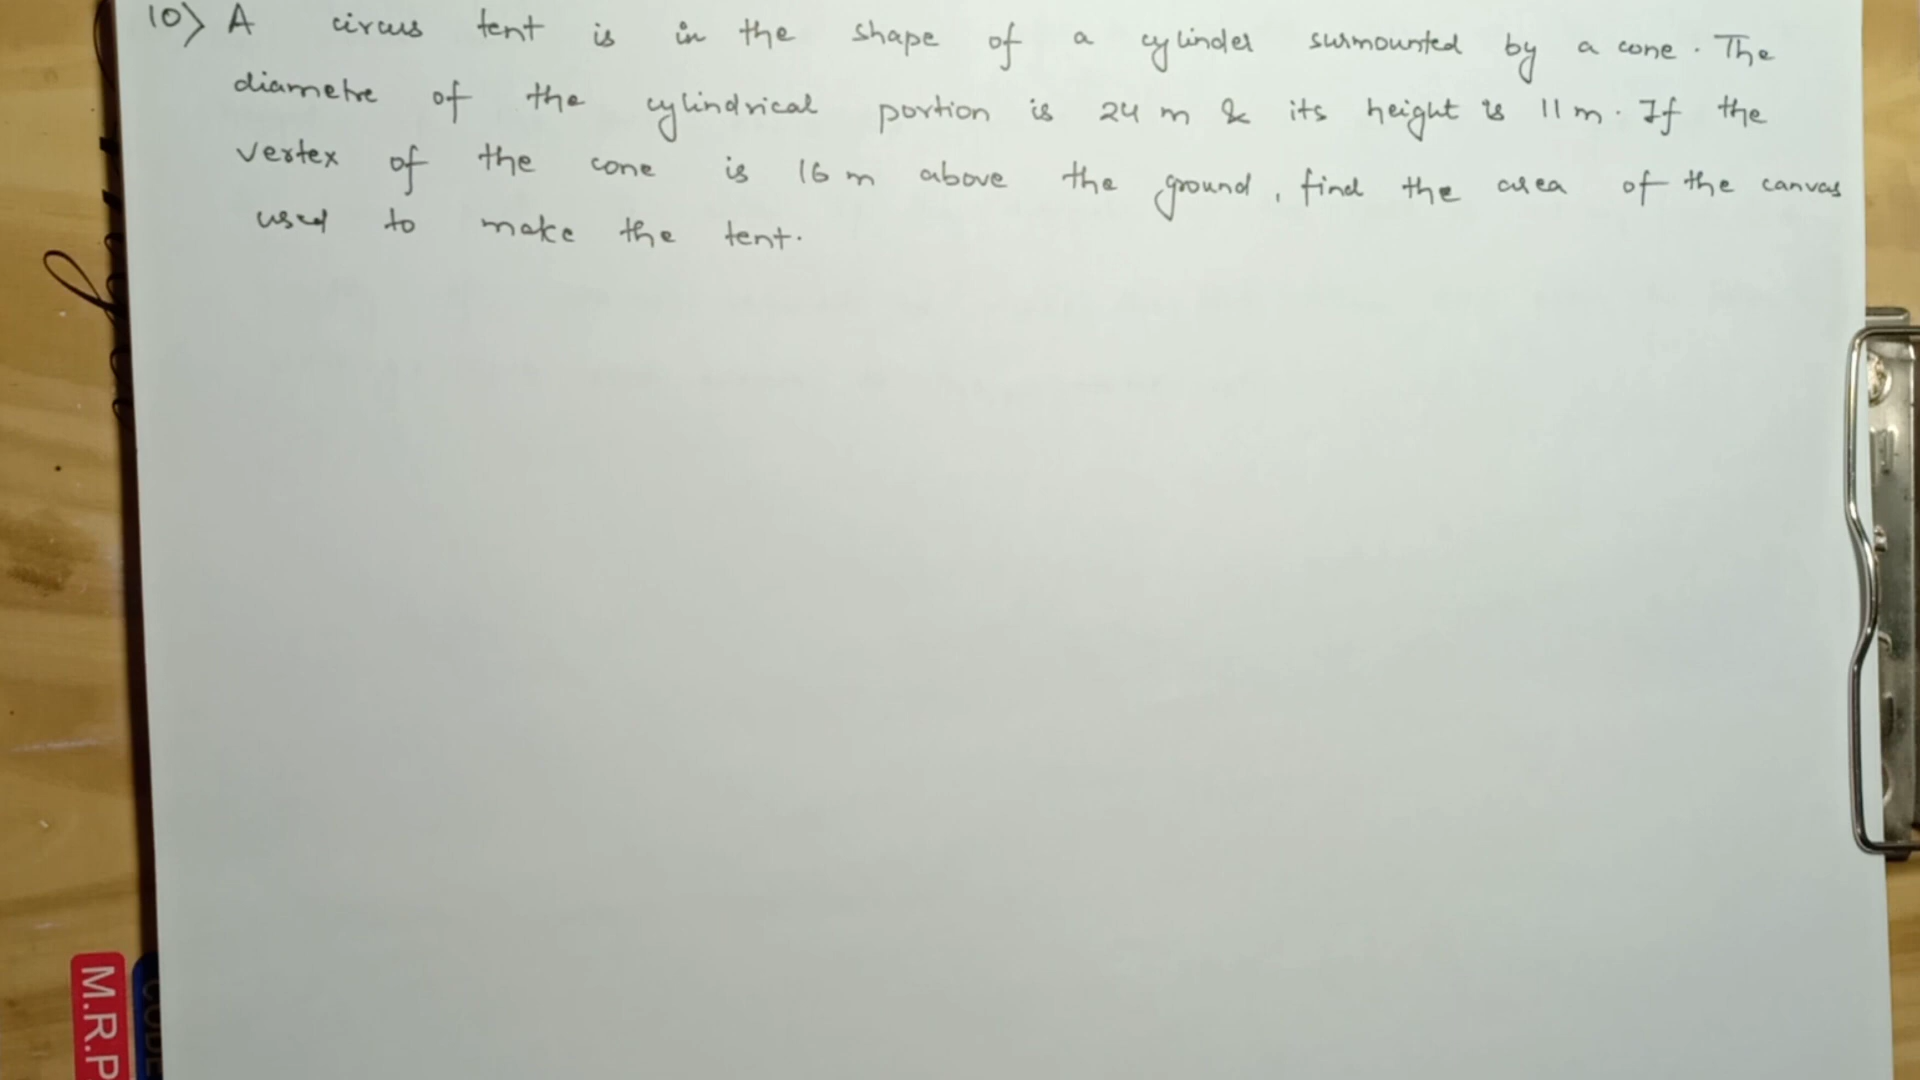 10) A circus tent is in the shape of a cylinder surmounted by a cone. The
diametre of the cylindrical portion is 24 m & its height is 11 m. If the
vertex of the cone is 16 m above the ground, find the area of the canvas
used to make the tent.
M.R.P
CODE